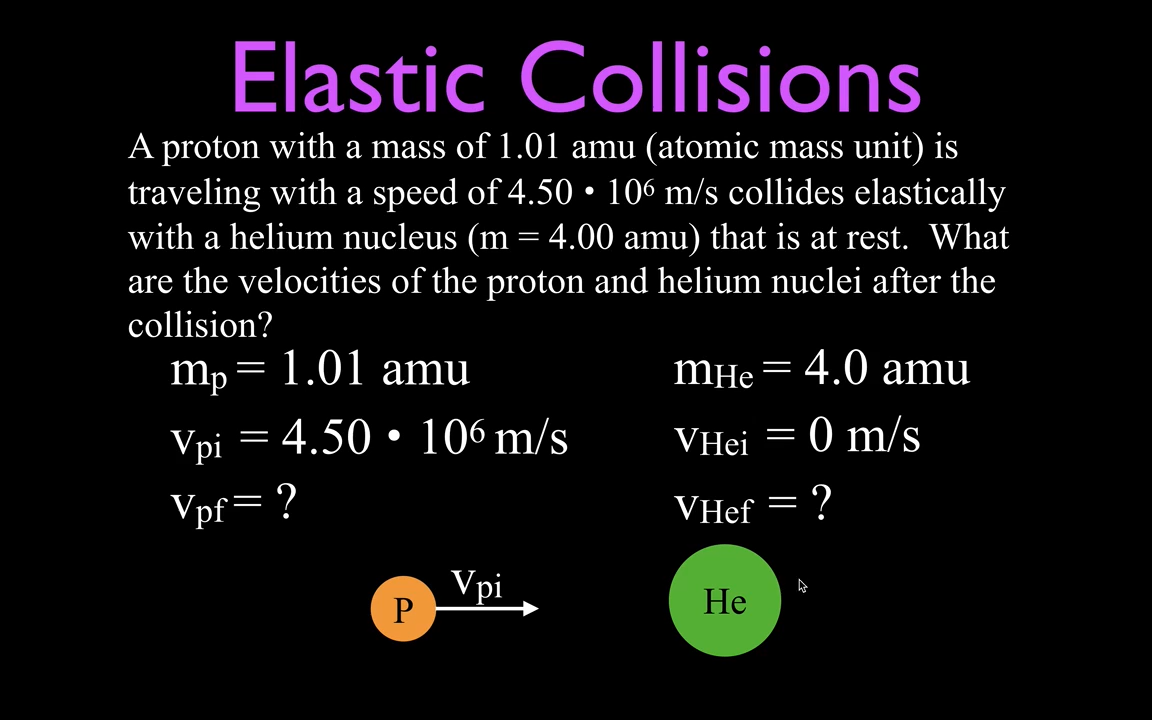 Elastic Collisions
A proton with a mass of 1.01 amu (atomic mass unit) is
traveling with a speed of 4.50 • 10⁶ m/s collides elastically
with a helium nucleus (m = 4.00 amu) that is at rest.  What
are the velocities of the proton and helium nuclei after the
collision?
mp = 1.01 amu
mHe = 4.0 amu
vpi = 4.50 • 10⁶ m/s
vHei = 0 m/s
vpf = ?
vHef = ?
vpi
P
He